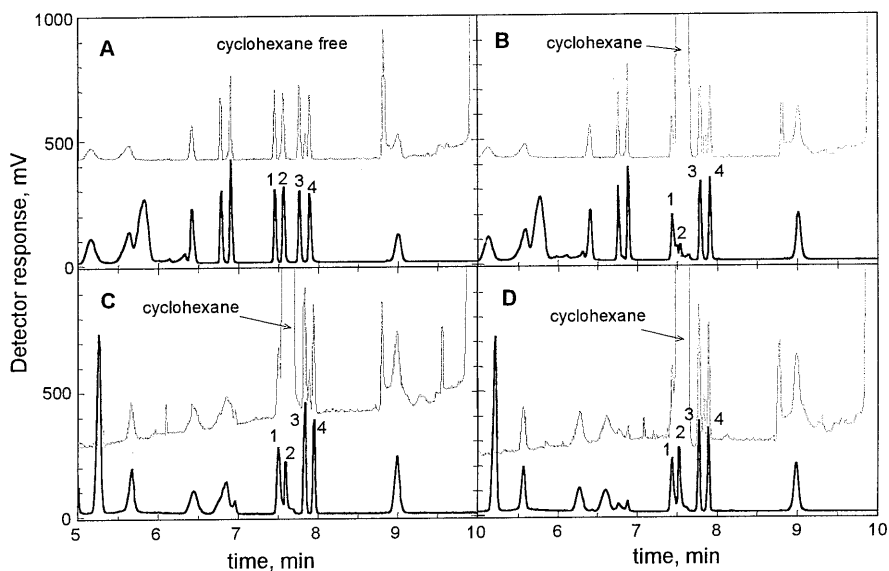 1000
A
cyclohexane free
B
cyclohexane
500
1 2 3 4
1
2
3
4
0
C
cyclohexane
D
cyclohexane
500
1
2
3
4
1
2
3
4
0
5 6 7 8 9 10 6 7 8 9 10
time, min
time, min
Detector response, mV